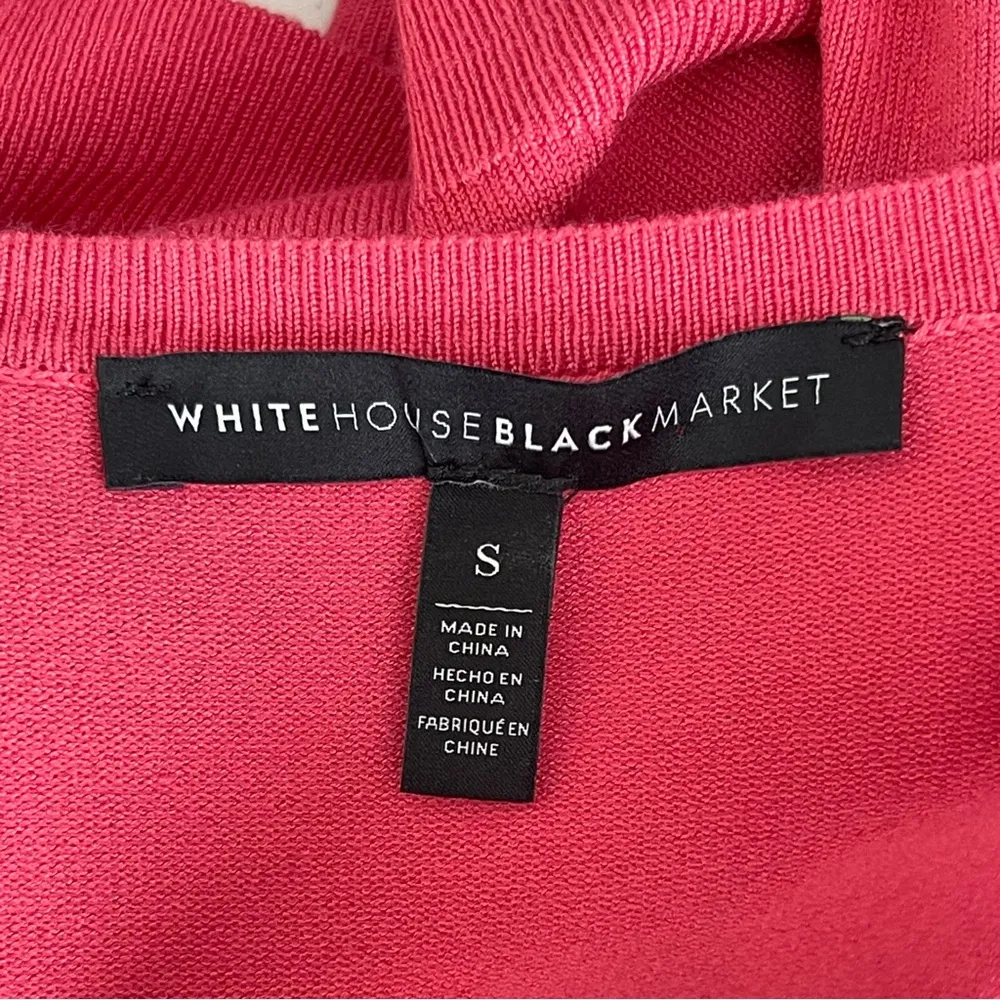 WHITEHOUSEBLACKMARKET
S
MADE IN
CHINA
HECHO EN
CHINA
FABRIQUÉ EN
CHINE